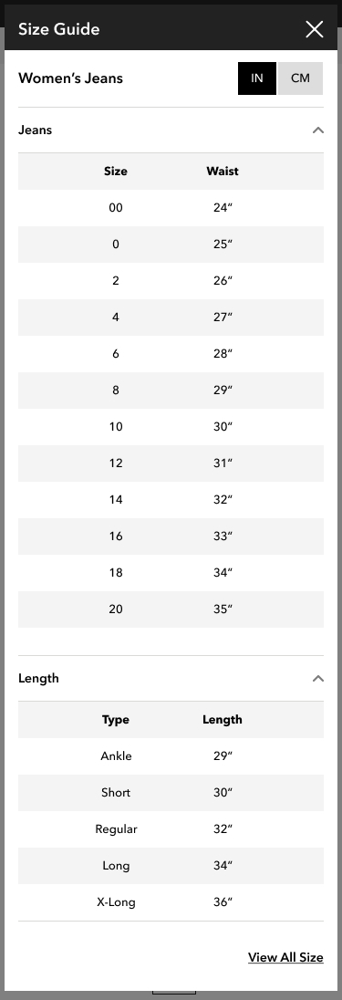 Size Guide
Women’s Jeans IN CM
Jeans
Size Waist
00 24“
0 25“
2 26“
4 27“
6 28“
8 29“
10 30“
12 31“
14 32“
16 33“
18 34“
20 35“
Length
Type Length
Ankle 29“
Short 30“
Regular 32“
Long 34“
X-Long 36“
View All Size